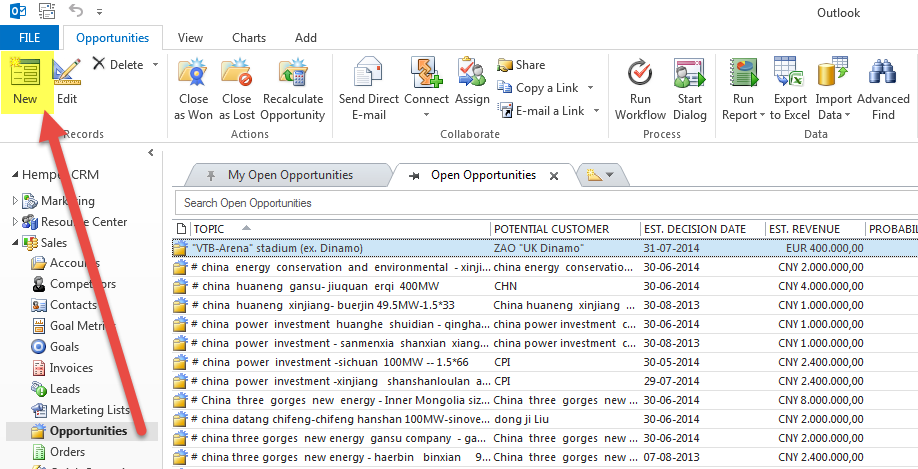 Outlook
FILE Opportunities View Charts Add
New Edit Delete
Records
Close as Won Close as Lost Recalculate Opportunity
Actions
Send Direct E-mail Connect Assign Share Copy a Link E-mail a Link
Collaborate
Run Workflow Start Dialog
Process
Run Report Export to Excel Import Data Advanced Find
Data
Hempel CRM
Marketing
Resource Center
Sales
Accounts
Competitors
Contacts
Goal Metrics
Goals
Invoices
Leads
Marketing Lists
Opportunities
Orders
My Open Opportunities Open Opportunities
Search Open Opportunities
TOPIC POTENTIAL CUSTOMER EST. DECISION DATE EST. REVENUE PROBABIL
"VTB-Arena" stadium (ex. Dinamo) ZAO "UK Dinamo" 31-07-2014 EUR 400.000,00
# china energy conservation and environmental - xinji... china energy conservatio... 30-06-2014 CNY 2.000.000,00
# china huaneng gansu- jiuquan erqi 400MW CHN 30-06-2014 CNY 4.000.000,00
# china huaneng xinjiang- buerjin 49.5MW-1.5*33 China huaneng xinjiang 30-08-2013 CNY 1.000.000,00
# china power investment huanghe shuidian - qingha... china power investment c... 30-06-2014 CNY 1.000.000,00
# china power investment - sanmenxia shanxian xiang... china power investment c... 30-08-2013 CNY 1.000.000,00
# china power investment -sichuan 100MW -- 1.5*66 CPI 30-05-2014 CNY 2.400.000,00
# china power investment -xinjiang shanshanloulan a... CPI 29-07-2014 CNY 2.400.000,00
# China three gorges new energy - Inner Mongolia siz... China three gorges new ... 30-06-2014 CNY 8.000.000,00
# china datang chifeng-chifeng hanshan 100MW-sinove... dong ji Liu 30-06-2014 CNY 2.000.000,00
# china three gorges new energy gansu company - ga... China three gorges new ... 30-06-2014 CNY 2.000.000,00
# china three gorges new energy - haerbin binxian 9... China three gorges new ... 07-08-2013 CNY 2.400.000,00